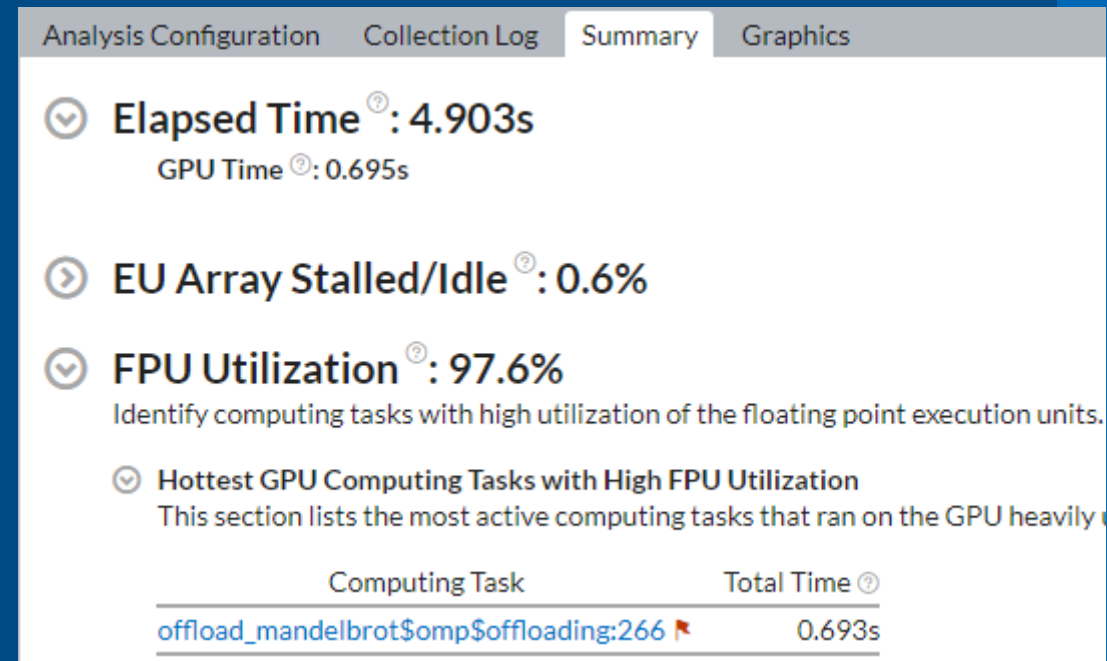 Analysis Configuration Collection Log Summary Graphics
Elapsed Time ?: 4.903s
GPU Time ?: 0.695s
EU Array Stalled/Idle ?: 0.6%
FPU Utilization ?: 97.6%
Identify computing tasks with high utilization of the floating point execution units.
Hottest GPU Computing Tasks with High FPU Utilization
This section lists the most active computing tasks that ran on the GPU heavily
Computing Task Total Time ?
offload_mandelbrot$omp$offloading:266 0.693s